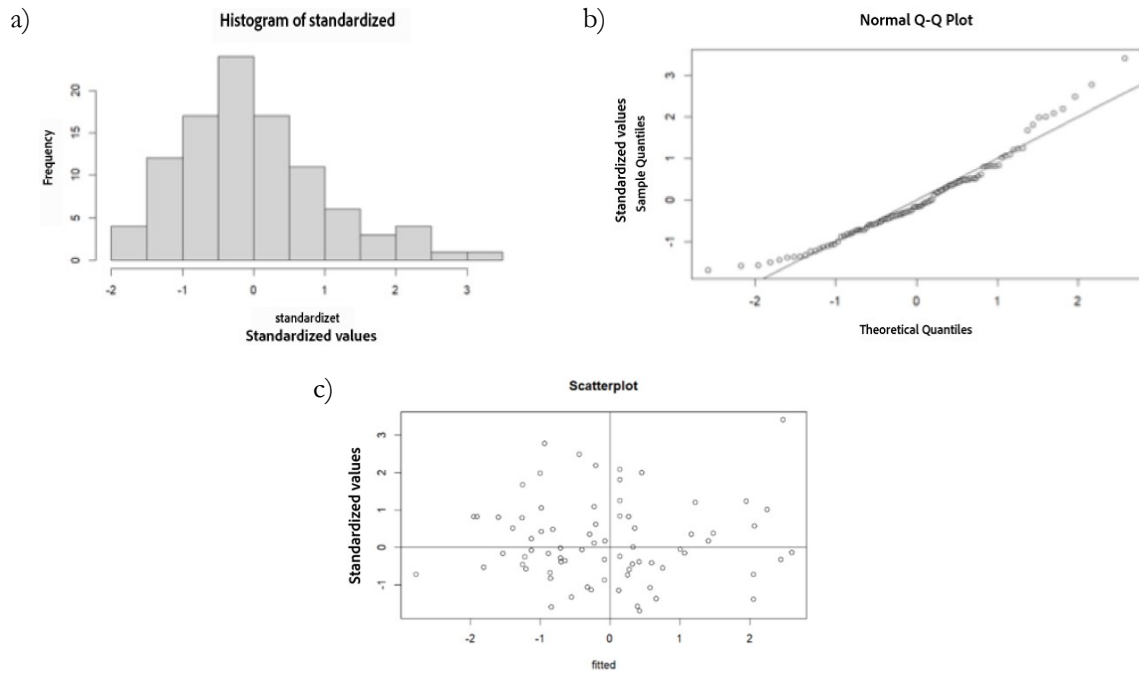 a)
Histogram of standardized
Frequency
20
15
10
5
0
-2 -1 0 1 2 3
standardizet
Standardized values
b)
Normal Q-Q Plot
Standardized values
Sample Quantiles
3
2
1
0
-1
-2 -1 0 1 2
Theoretical Quantiles
c)
Scatterplot
Standardized values
3
2
1
0
-1
-2 -1 0 1 2
fitted